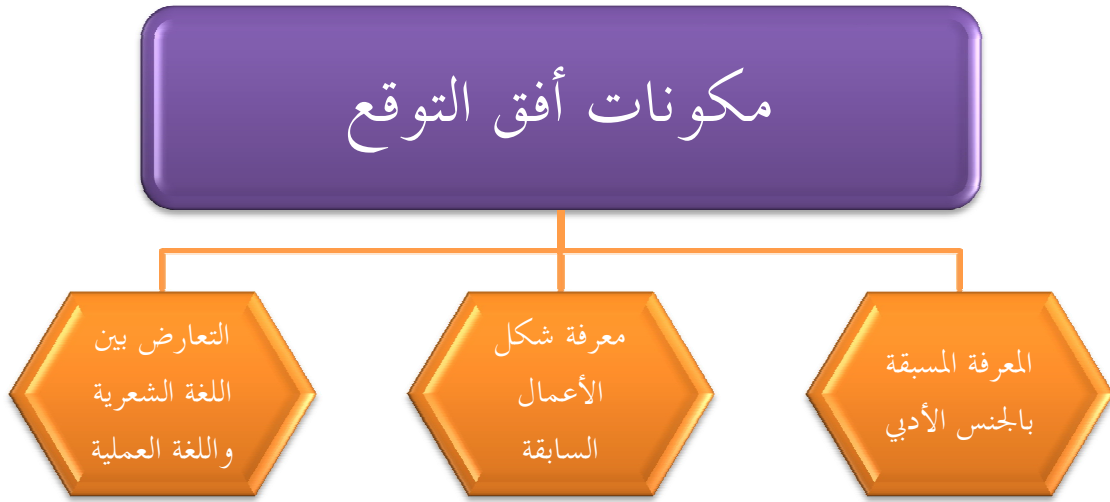 مكونات أفق التوقع
المعرفة المسبقة
بالجنس الأدبي
معرفة شكل
الأعمال
السابقة
التعارض بين
اللغة الشعرية
واللغة العملية